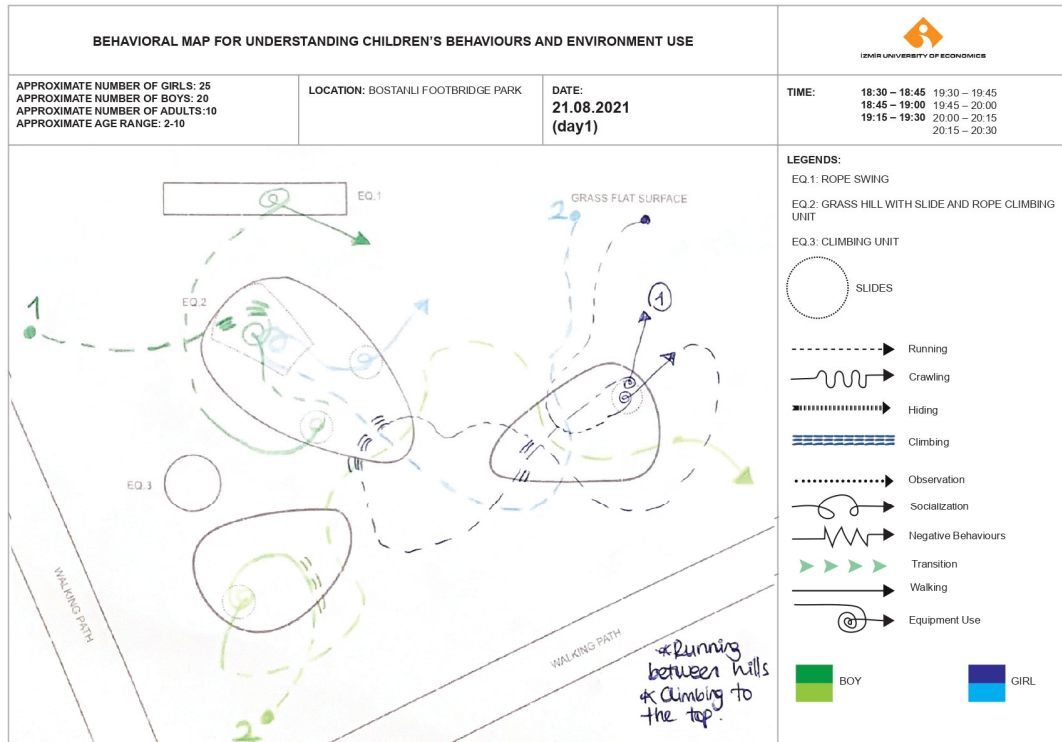 BEHAVIORAL MAP FOR UNDERSTANDING CHILDREN'S BEHAVIOURS AND ENVIRONMENT USE
İZMİR UNIVERSITY OF ECONOMICS
APPROXIMATE NUMBER OF GIRLS: 25
APPROXIMATE NUMBER OF BOYS: 20
APPROXIMATE NUMBER OF ADULTS:10
APPROXIMATE AGE RANGE: 2-10
LOCATION: BOSTANLI FOOTBRIDGE PARK
DATE:
21.08.2021
(day1)
TIME:
18:30 – 18:45 19:30 – 19:45
18:45 – 19:00 19:45 – 20:00
19:15 – 19:30 20:00 – 20:15
20:15 – 20:30
EQ.1
GRASS FLAT SURFACE
2
EQ.2
1
1
EQ.3
WALKING PATH
WALKING PATH
2
*Running
between hills
*Climbing to
the top.
LEGENDS:
EQ.1: ROPE SWING
EQ.2: GRASS HILL WITH SLIDE AND ROPE CLIMBING
UNIT
EQ.3: CLIMBING UNIT
SLIDES
Running
Crawling
Hiding
Climbing
Observation
Socialization
Negative Behaviours
Transition
Walking
Equipment Use
BOY
GIRL